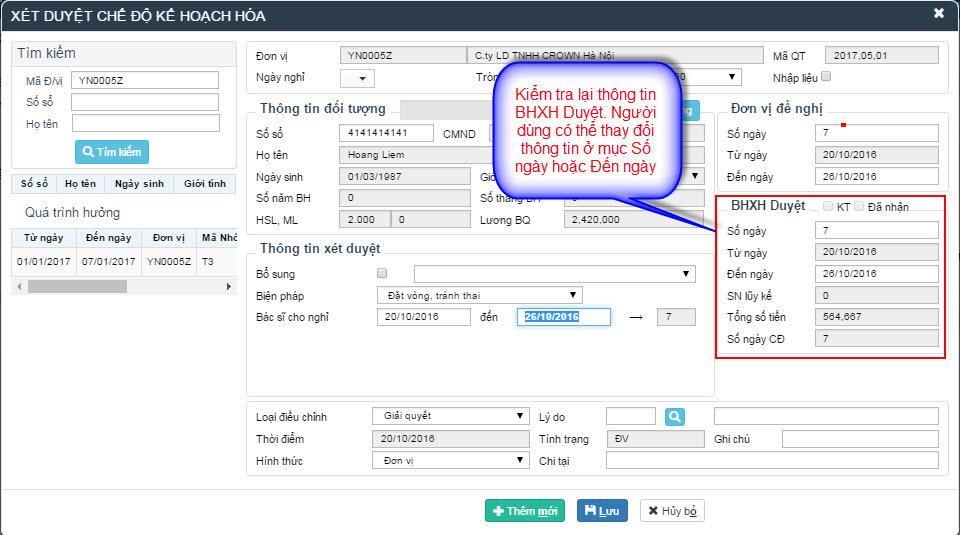 XÉT DUYỆT CHẾ ĐỘ KẾ HOẠCH HÓA
Tìm kiếm
Mã Đ/vị YN0005Z
Số sổ
Họ tên
Tìm kiếm
Số sổ Họ tên Ngày sinh Giới tính
Quá trình hưởng
Từ ngày Đến ngày Đơn vị Mã Nhó
01/01/2017 07/01/2017 YN0005Z T3
Đơn vị YN0005Z C.ty LD TNHH CROWN Hà Nội Mã QT 2017,05,01
Ngày nghỉ Nhập liệu
Kiểm tra lại thông tin
BHXH Duyệt. Người
dùng có thể thay đổi
thông tin ở mục Số
ngày hoặc Đến ngày
Thông tin đối tượng
Số sổ 4141414141 CMND
Họ tên Hoang Liem
Ngày sinh 01/03/1987
Số năm BH 0
HSL, ML 2.000 0 Lương BQ 2,420,000
Đơn vị đề nghị
Số ngày 7
Từ ngày 20/10/2016
Đến ngày 26/10/2016
BHXH Duyệt KT Đã nhận
Số ngày 7
Từ ngày 20/10/2016
Đến ngày 26/10/2016
SN lũy kế 0
Tổng số tiền 564,667
Số ngày CĐ 7
Thông tin xét duyệt
Bổ sung
Biện pháp Đặt vòng, tránh thai
Bác sĩ cho nghỉ 20/10/2016 đến 26/10/2016 → 7
Loại điều chỉnh Giải quyết Lý do
Thời điểm 20/10/2016 Tình trạng ĐV Ghi chú
Hình thức Đơn vị Chi tại
Thêm mới Lưu Hủy bỏ